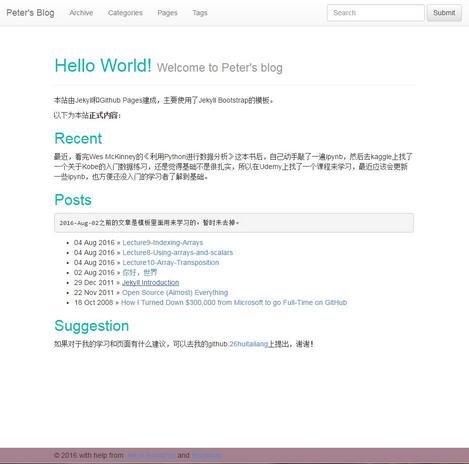 Peter's Blog Archive Categories Pages Tags Search Submit
Hello World! Welcome to Peter's blog
本站由Jekyll和Github Pages建成，主要使用了Jekyll Bootstrap的模板。
以下为本站正式内容：
Recent
最近，看完Wes McKinney的《利用Python进行数据分析》这本书后，自己动手敲了一遍ipynb，然后去kaggle上找了
一个关于Kobe的入门数据练习，还是觉得基础不是很扎实，所以在Udemy上找了一个课程来学习，最近应该会更新
一些ipynb，也方便还没入门的学习者了解到基础。
Posts
2016-Aug-02之前的文章是模板里面用来学习的，暂时未去掉。
04 Aug 2016 » Lecture9-Indexing-Arrays
04 Aug 2016 » Lecture8-Using-arrays-and-scalars
04 Aug 2016 » Lecture10-Array-Transposition
02 Aug 2016 » 你好，世界
29 Dec 2011 » Jekyll Introduction
22 Nov 2011 » Open Source (Almost) Everything
18 Oct 2008 » How I Turned Down $300,000 from Microsoft to go Full-Time on GitHub
Suggestion
如果对于我的学习和页面有什么建议，可以去我的github:26huitailang上提出，谢谢！
© 2016 with help from Jekyll Bootstrap and Bootstrap